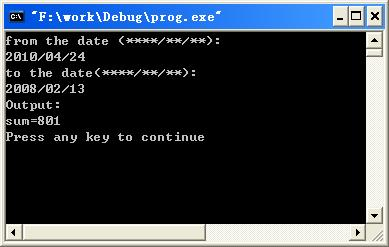 "F:\work\Debug\prog.exe"
from the date (****/**/**):
2010/04/24
to the date(****/**/**):
2008/02/13
Output:
sum=801
Press any key to continue